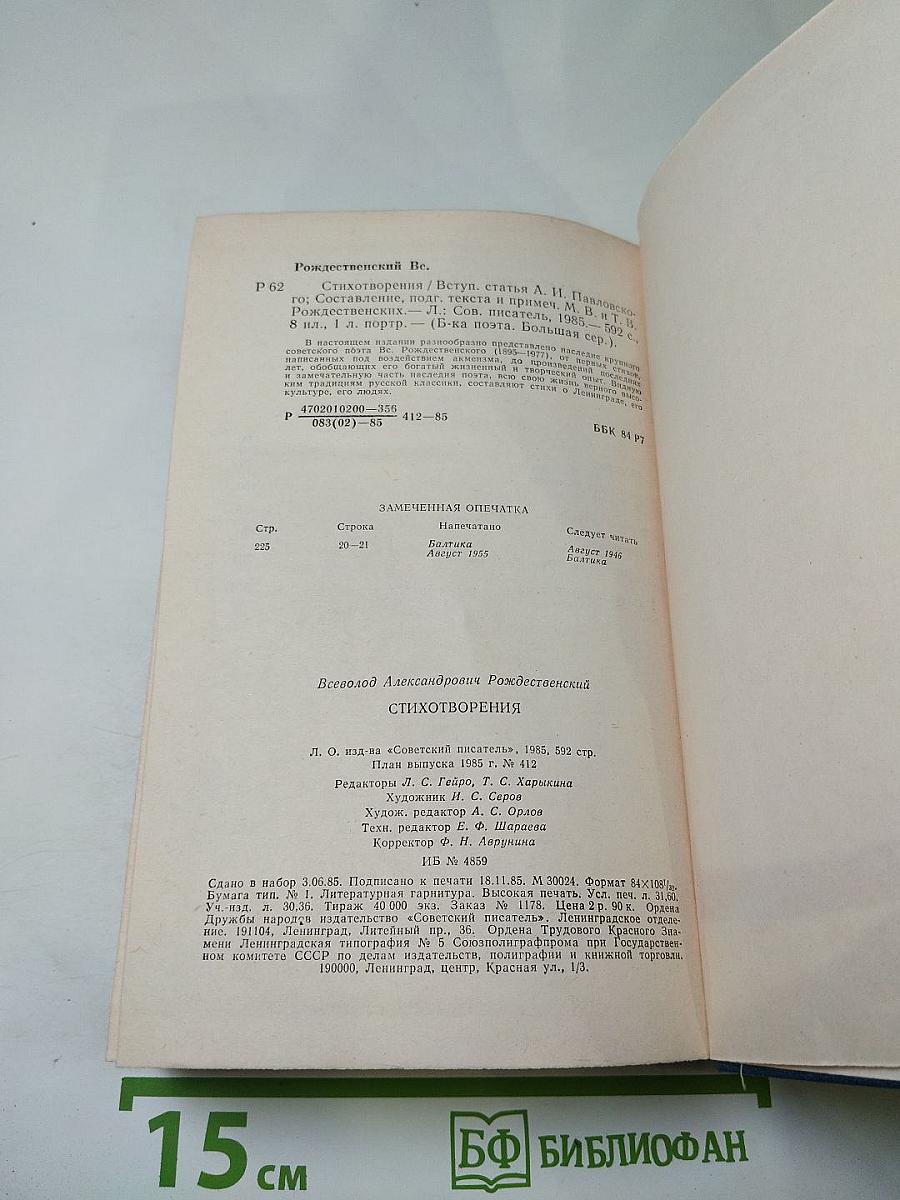 Рождественский Вс.
Р 62 Стихотворения / Вступ. статья А. И. Павловско-
го; Составление, подг. текста и примеч. М. В. и Т. В.
Рождественских.— Л.: Сов. писатель, 1985.— 592 с.,
8 ил., 1 л. портр. — (Б-ка поэта. Большая сер.).
В настоящем издании разнообразно представлено наследие крупного
советского поэта Вс. Рождественского (1895—1977), от первых стихов,
написанных под воздействием акмеизма, до произведений последних
лет, обобщающих его богатый жизненный и творческий опыт. Видную
и замечательную часть наследия поэта, всю свою жизнь верного высо-
ким традициям русской классики, составляют стихи о Ленинграде, его
культуре, его людях.
Р 4702010200—356 412—85
083(02)—85
ББК 84 Р7
ЗАМЕЧЕННАЯ ОПЕЧАТКА
Стр. Строка Напечатано Следует читать
225 20—21 Балтика Август 1946
Август 1955 Балтика
Всеволод Александрович Рождественский
СТИХОТВОРЕНИЯ
Л. О. изд-ва «Советский писатель», 1985, 592 стр.
План выпуска 1985 г. № 412
Редакторы Л. С. Гейро, Т. С. Харыкина
Художник И. С. Серов
Худож. редактор А. С. Орлов
Техн. редактор Е. Ф. Шараева
Корректор Ф. Н. Аврунина
ИБ № 4859
Сдано в набор 3.06.85. Подписано к печати 18.11.85. М 30024. Формат 84×108¹/₃₂.
Бумага тип. № 1. Литературная гарнитура. Высокая печать. Усл. печ. л. 31,60.
Уч.-изд. л. 30,36. Тираж 40 000 экз. Заказ № 1178. Цена 2 р. 90 к. Ордена
Дружбы народов издательство «Советский писатель». Ленинградское отделе-
ние. 191104, Ленинград, Литейный пр., 36. Ордена Трудового Красного Зна-
мени Ленинградская типография № 5 Союзполиграфпрома при Государствен-
ном комитете СССР по делам издательств, полиграфии и книжной торговли.
190000, Ленинград, центр, Красная ул., 1/3.
15 см БФ БИБЛИОФАН